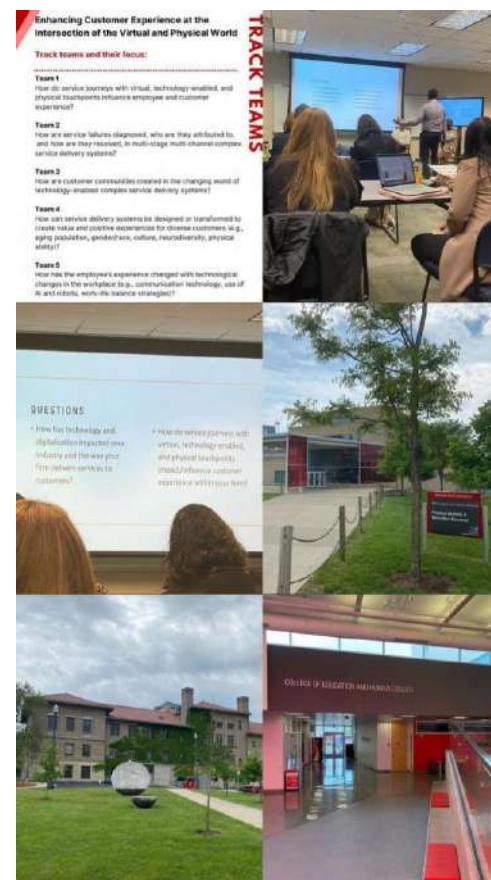 Enhancing Customer Experience at the
Intersection of the Virtual and Physical World
Track teams and their focus:
Team 1
How do service journeys with virtual, technology-enabled, and
physical touchpoints influence employee and customer
experience?
Team 2
How are service failures diagnosed, who are they attributed to,
and how are they received, in multi-stage multi-channel complex
service delivery systems?
Team 3
How are customer communities created in the changing world of
technology-enabled complex service delivery systems?
Team 4
How can service delivery systems be designed or transformed to
create value and positive experiences for diverse customers (e.g.,
aging population, gender/race, culture, neurodiversity, physical
ability)?
Team 5
How has the employee's experience changed with technological
changes in the workplace (e.g., communication technology, use of
AI and robots, work-life balance strategies)?
TRACK TEAMS
QUESTIONS
• How has technology and
digitalization impacted your
industry and the way your
firm delivers services to
customers?
• How do service journeys with
virtual, technology-enabled,
and physical touchpoints
impact/influence customer
experience within your firm?
COLLEGE OF EDUCATION AND HUMAN ECOLOGY